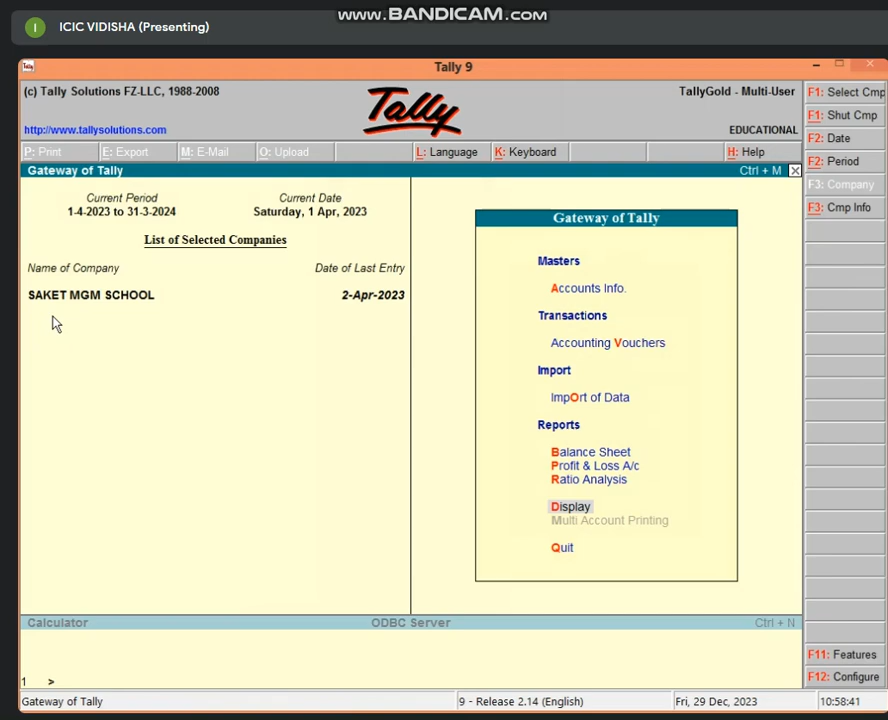 WWW.BANDICAM.COM
I ICIC VIDISHA (Presenting)
Tally
Tally 9
(c) Tally Solutions FZ-LLC, 1988-2008
http://www.tallysolutions.com
Tally
TallyGold - Multi-User
EDUCATIONAL
P: Print E: Export M: E-Mail O: Upload L: Language K: Keyboard H: Help
Gateway of Tally Ctrl + M
Current Period
1-4-2023 to 31-3-2024
Current Date
Saturday, 1 Apr, 2023
List of Selected Companies
Name of Company Date of Last Entry
SAKET MGM SCHOOL 2-Apr-2023
Gateway of Tally
Masters
Accounts Info.
Transactions
Accounting Vouchers
Import
ImpOrt of Data
Reports
Balance Sheet
Profit & Loss A/c
Ratio Analysis
Display
Multi Account Printing
Quit
F1: Select Cmp
F1: Shut Cmp
F2: Date
F2: Period
F3: Company
F3: Cmp Info
F11: Features
F12: Configure
Calculator ODBC Server Ctrl + N
1 >
Gateway of Tally 9 - Release 2.14 (English) Fri, 29 Dec, 2023 10:58:41